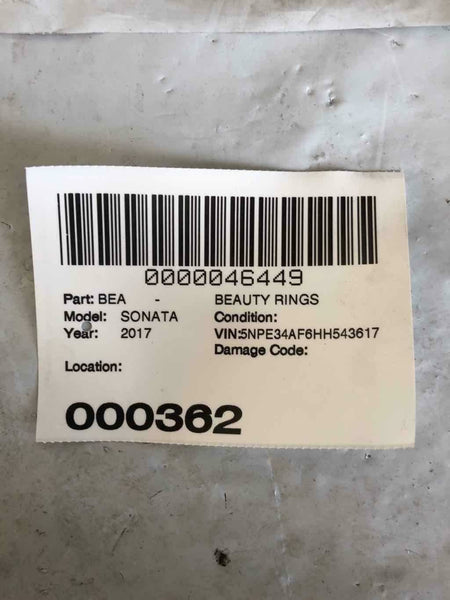 0000046449
Part: BEA - BEAUTY RINGS
Model: SONATA Condition:
Year: 2017 VIN:5NPE34AF6HH543617
Damage Code:
Location:
000362